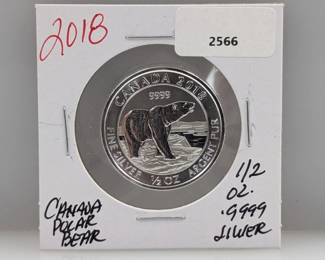 2018
2566
CANADA 2018
9999
FINE SILVER ½ OZ ARGENT PUR
CANADA
POLAR
BEAR
1/2
OZ.
.9999
SILVER